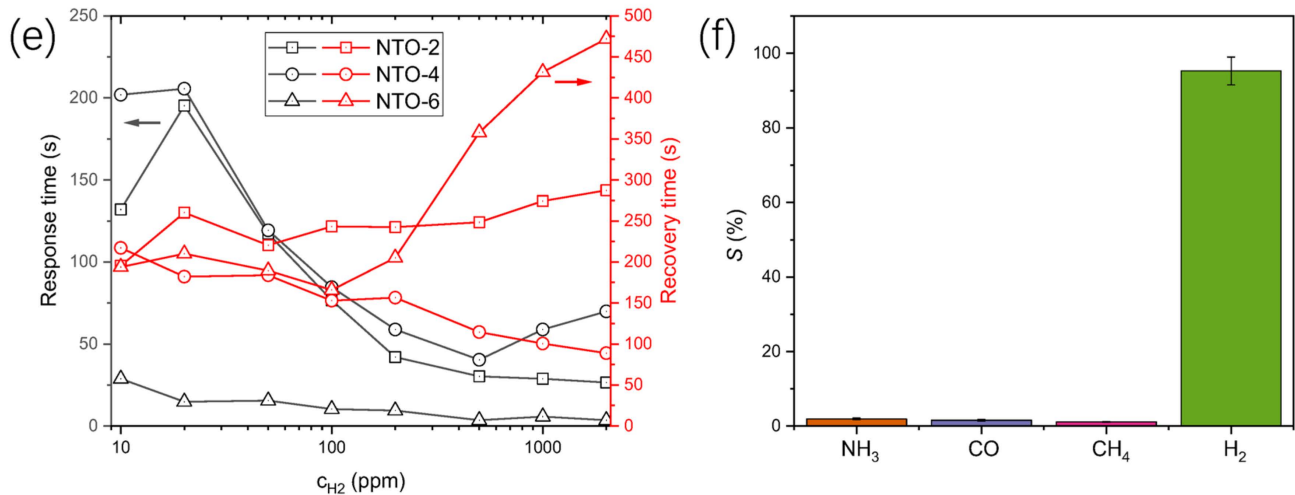 (e)
250
200
150
100
50
0
Response time (s)
10
100
1000
cH2 (ppm)
NTO-2
NTO-4
NTO-6
500
450
400
350
300
250
200
150
100
50
0
Recovery time (s)
(f)
100
80
60
40
20
0
S (%)
NH3
CO
CH4
H2